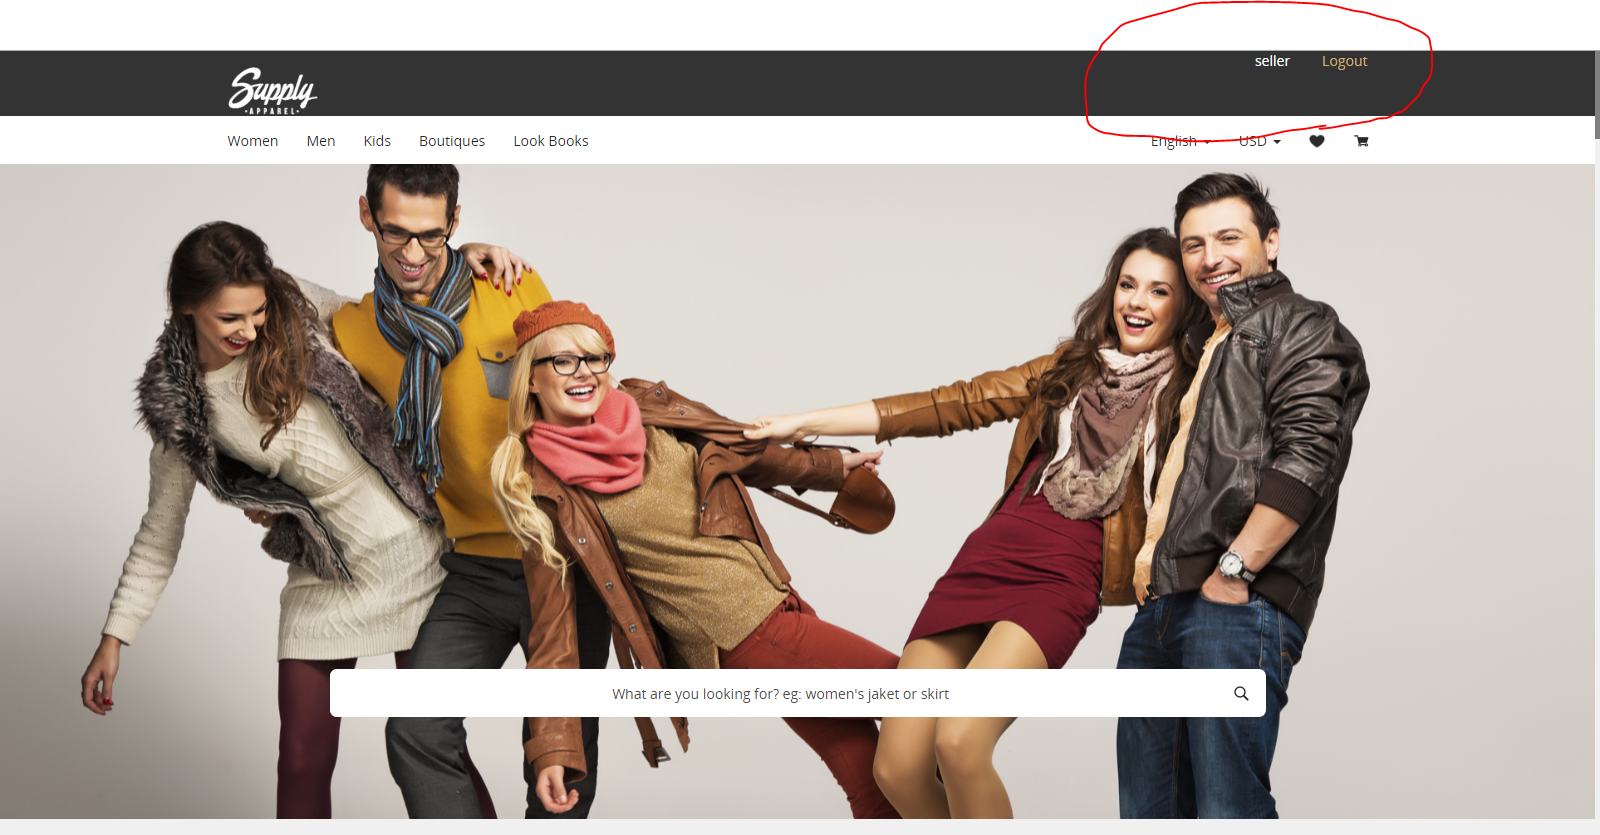 seller Logout
Supply
•APPAREL•
Women Men Kids Boutiques Look Books English USD
What are you looking for? eg: women's jaket or skirt